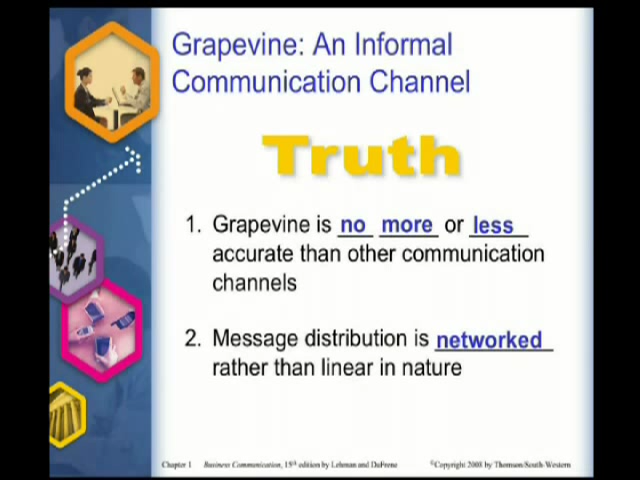 Grapevine: An Informal
Communication Channel
Truth
1. Grapevine is no more or less
accurate than other communication
channels
2. Message distribution is networked
rather than linear in nature
Chapter 1 Business Communication, 15th edition by Lehman and DuFrene ©Copyright 2008 by Thomson/South-Western